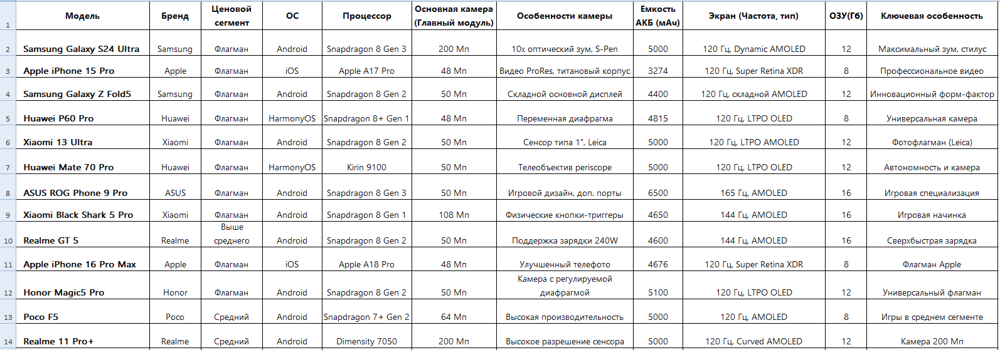 1 Модель Бренд Ценовой сегмент ОС Процессор Основная камера (Главный модуль) Особенности камеры Емкость АКБ (мАч) Экран (Частота, тип) ОЗУ(Гб) Ключевая особенность
2 Samsung Galaxy S24 Ultra Samsung Флагман Android Snapdragon 8 Gen 3 200 Мп 10x оптический зум, S-Pen 5000 120 Гц, Dynamic AMOLED 12 Максимальный зум, стилус
3 Apple iPhone 15 Pro Apple Флагман iOS Apple A17 Pro 48 Мп Видео ProRes, титановый корпус 3274 120 Гц, Super Retina XDR 8 Профессиональное видео
4 Samsung Galaxy Z Fold5 Samsung Флагман Android Snapdragon 8 Gen 2 50 Мп Складной основной дисплей 4400 120 Гц, складной AMOLED 12 Инновационный форм-фактор
5 Huawei P60 Pro Huawei Флагман HarmonyOS Snapdragon 8+ Gen 1 48 Мп Переменная диафрагма 4815 120 Гц, LTPO OLED 8 Универсальная камера
6 Xiaomi 13 Ultra Xiaomi Флагман Android Snapdragon 8 Gen 2 50 Мп Сенсор типа 1", Leica 5000 120 Гц, LTPO AMOLED 12 Фотофлагман (Leica)
7 Huawei Mate 70 Pro Huawei Флагман HarmonyOS Kirin 9100 50 Мп Телеобъектив periscope 5000 120 Гц, LTPO OLED 12 Автономность и камера
8 ASUS ROG Phone 9 Pro ASUS Флагман Android Snapdragon 8 Gen 3 50 Мп Игровой дизайн, доп. порты 6500 165 Гц, AMOLED 16 Игровая специализация
9 Xiaomi Black Shark 5 Pro Xiaomi Флагман Android Snapdragon 8 Gen 1 108 Мп Физические кнопки-триггеры 4650 144 Гц, AMOLED 16 Игровая начинка
10 Realme GT 5 Realme Выше среднего Android Snapdragon 8 Gen 2 50 Мп Поддержка зарядки 240W 4600 144 Гц, AMOLED 16 Сверхбыстрая зарядка
11 Apple iPhone 16 Pro Max Apple Флагман iOS Apple A18 Pro 48 Мп Улучшенный телефото 4676 120 Гц, Super Retina XDR 8 Флагман Apple
12 Honor Magic5 Pro Honor Флагман Android Snapdragon 8 Gen 2 50 Мп Камера с регулируемой диафрагмой 5100 120 Гц, LTPO OLED 12 Универсальный флагман
13 Poco F5 Poco Средний Android Snapdragon 7+ Gen 2 64 Мп Высокая производительность 5000 120 Гц, AMOLED 8 Игры в среднем сегменте
14 Realme 11 Pro+ Realme Средний Android Dimensity 7050 200 Мп Высокое разрешение сенсора 5000 120 Гц, Curved AMOLED 12 Камера 200 Мп